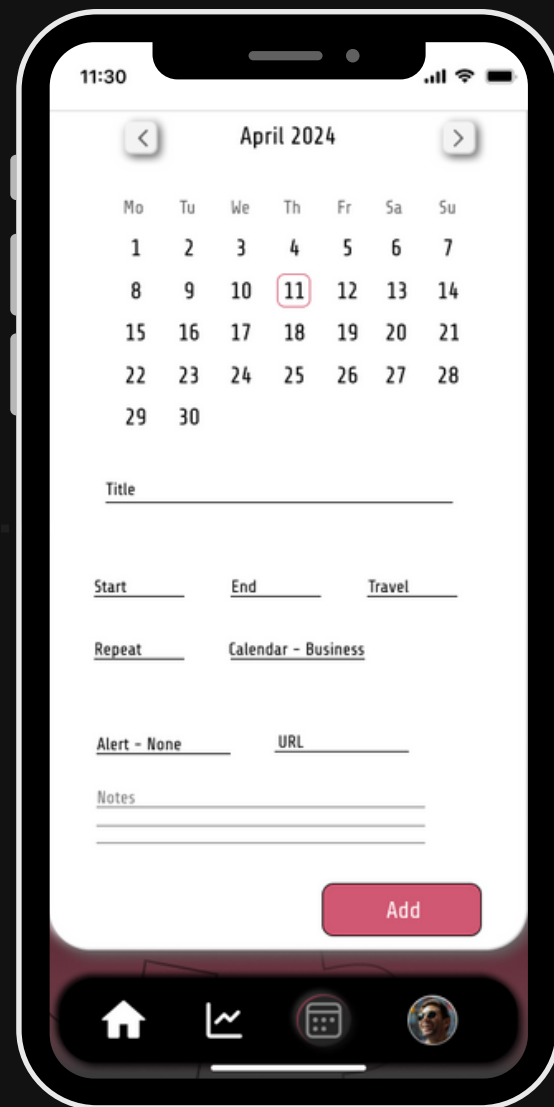 11:30
April 2024
Mo Tu We Th Fr Sa Su
1 2 3 4 5 6 7
8 9 10 11 12 13 14
15 16 17 18 19 20 21
22 23 24 25 26 27 28
29 30
Title
Start End Travel
Repeat Calendar - Business
Alert - None URL
Notes
Add